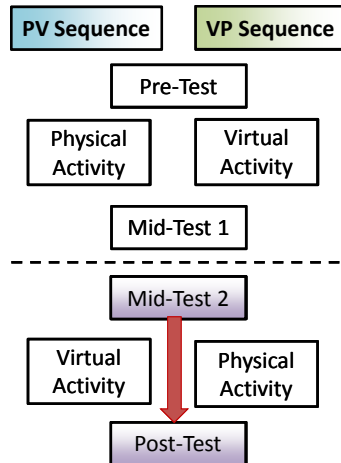 PV Sequence
VP Sequence
Pre-Test
Physical
Activity
Virtual
Activity
Mid-Test 1
Mid-Test 2
Virtual
Activity
Physical
Activity
Post-Test